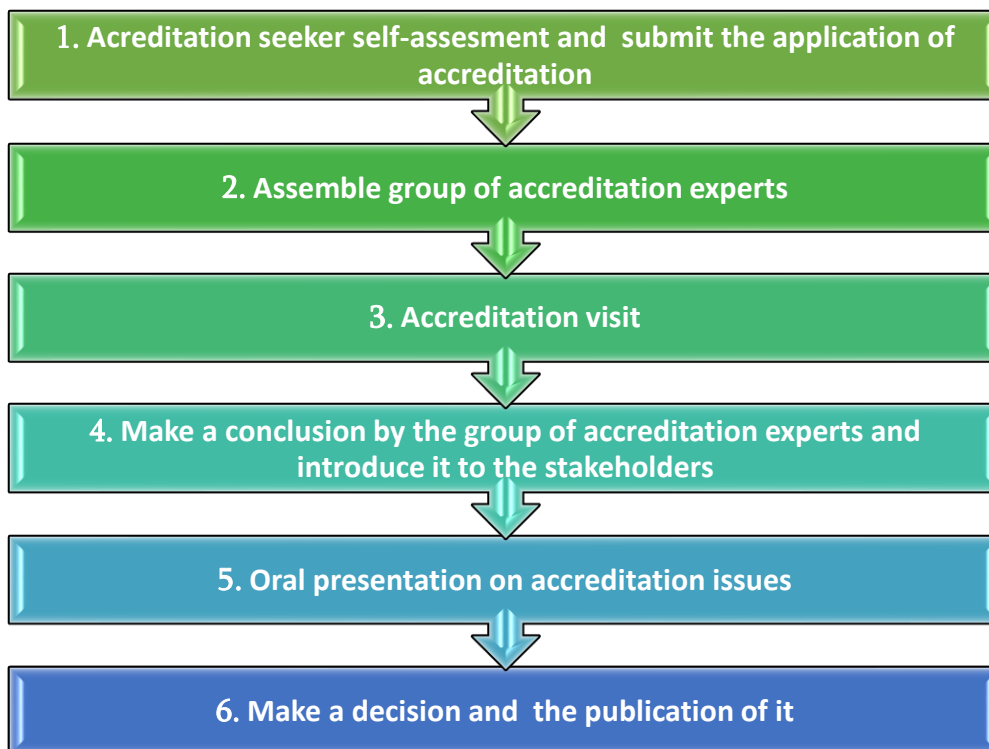 1. Acreditation seeker self-assesment and  submit the application of
accreditation
2. Assemble group of accreditation experts
3. Accreditation visit
4. Make a conclusion by the group of accreditation experts and
introduce it to the stakeholders
5. Oral presentation on accreditation issues
6. Make a decision and  the publication of it